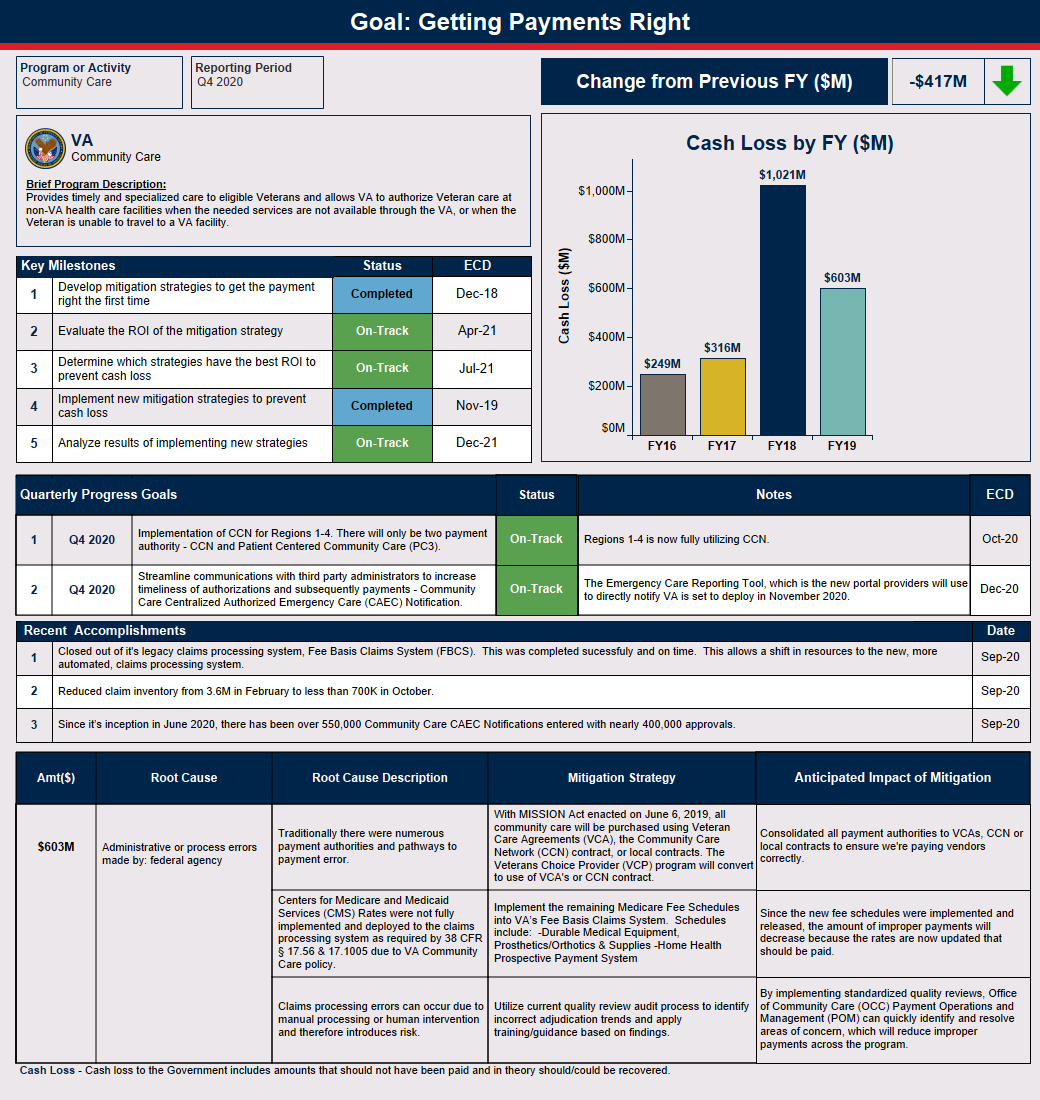 Goal: Getting Payments Right
Program or Activity
Community Care
Reporting Period
Q4 2020
Change from Previous FY ($M)
-$417M
VA
Community Care
Brief Program Description:
Provides timely and specialized care to eligible Veterans and allows VA to authorize Veteran care at
non-VA health care facilities when the needed services are not available through the VA, or when the
Veteran is unable to travel to a VA facility.
Cash Loss by FY ($M)
Cash Loss ($M)
$1,000M
$800M
$600M
$400M
$200M
$0M
$249M
$316M
$1,021M
$603M
FY16
FY17
FY18
FY19
Key Milestones
Status
ECD
1
Develop mitigation strategies to get the payment
right the first time
Completed
Dec-18
2
Evaluate the ROI of the mitigation strategy
On-Track
Apr-21
3
Determine which strategies have the best ROI to
prevent cash loss
On-Track
Jul-21
4
Implement new mitigation strategies to prevent
cash loss
Completed
Nov-19
5
Analyze results of implementing new strategies
On-Track
Dec-21
Quarterly Progress Goals
Status
Notes
ECD
1
Q4 2020
Implementation of CCN for Regions 1-4. There will only be two payment
authority - CCN and Patient Centered Community Care (PC3).
On-Track
Regions 1-4 is now fully utilizing CCN.
Oct-20
2
Q4 2020
Streamline communications with third party administrators to increase
timeliness of authorizations and subsequently payments - Community
Care Centralized Authorized Emergency Care (CAEC) Notification.
On-Track
The Emergency Care Reporting Tool, which is the new portal providers will use
to directly notify VA is set to deploy in November 2020.
Dec-20
Recent Accomplishments
Date
1
Closed out of it's legacy claims processing system, Fee Basis Claims System (FBCS). This was completed sucessfuly and on time. This allows a shift in resources to the new, more
automated, claims processing system.
Sep-20
2
Reduced claim inventory from 3.6M in February to less than 700K in October.
Sep-20
3
Since it's inception in June 2020, there has been over 550,000 Community Care CAEC Notifications entered with nearly 400,000 approvals.
Sep-20
Amt($)
Root Cause
Root Cause Description
Mitigation Strategy
Anticipated Impact of Mitigation
$603M
Administrative or process errors
made by: federal agency
Traditionally there were numerous
payment authorities and pathways to
payment error.
With MISSION Act enacted on June 6, 2019, all
community care will be purchased using Veteran
Care Agreements (VCA), the Community Care
Network (CCN) contract, or local contracts. The
Veterans Choice Provider (VCP) program will convert
to use of VCA's or CCN contract.
Consolidated all payment authorities to VCAs, CCN or
local contracts to ensure we're paying vendors
correctly.
Centers for Medicare and Medicaid
Services (CMS) Rates were not fully
implemented and deployed to the claims
processing system as required by 38 CFR
§ 17.56 & 17.1005 due to VA Community
Care policy.
Implement the remaining Medicare Fee Schedules
into VA's Fee Basis Claims System. Schedules
include: -Durable Medical Equipment,
Prosthetics/Orthotics & Supplies -Home Health
Prospective Payment System
Since the new fee schedules were implemented and
released, the amount of improper payments will
decrease because the rates are now updated that
should be paid.
Claims processing errors can occur due to
manual processing or human intervention
and therefore introduces risk.
Utilize current quality review audit process to identify
incorrect adjudication trends and apply
training/guidance based on findings.
By implementing standardized quality reviews, Office
of Community Care (OCC) Payment Operations and
Management (POM) can quickly identify and resolve
areas of concern, which will reduce improper
payments across the program.
Cash Loss - Cash loss to the Government includes amounts that should not have been paid and in theory should/could be recovered.